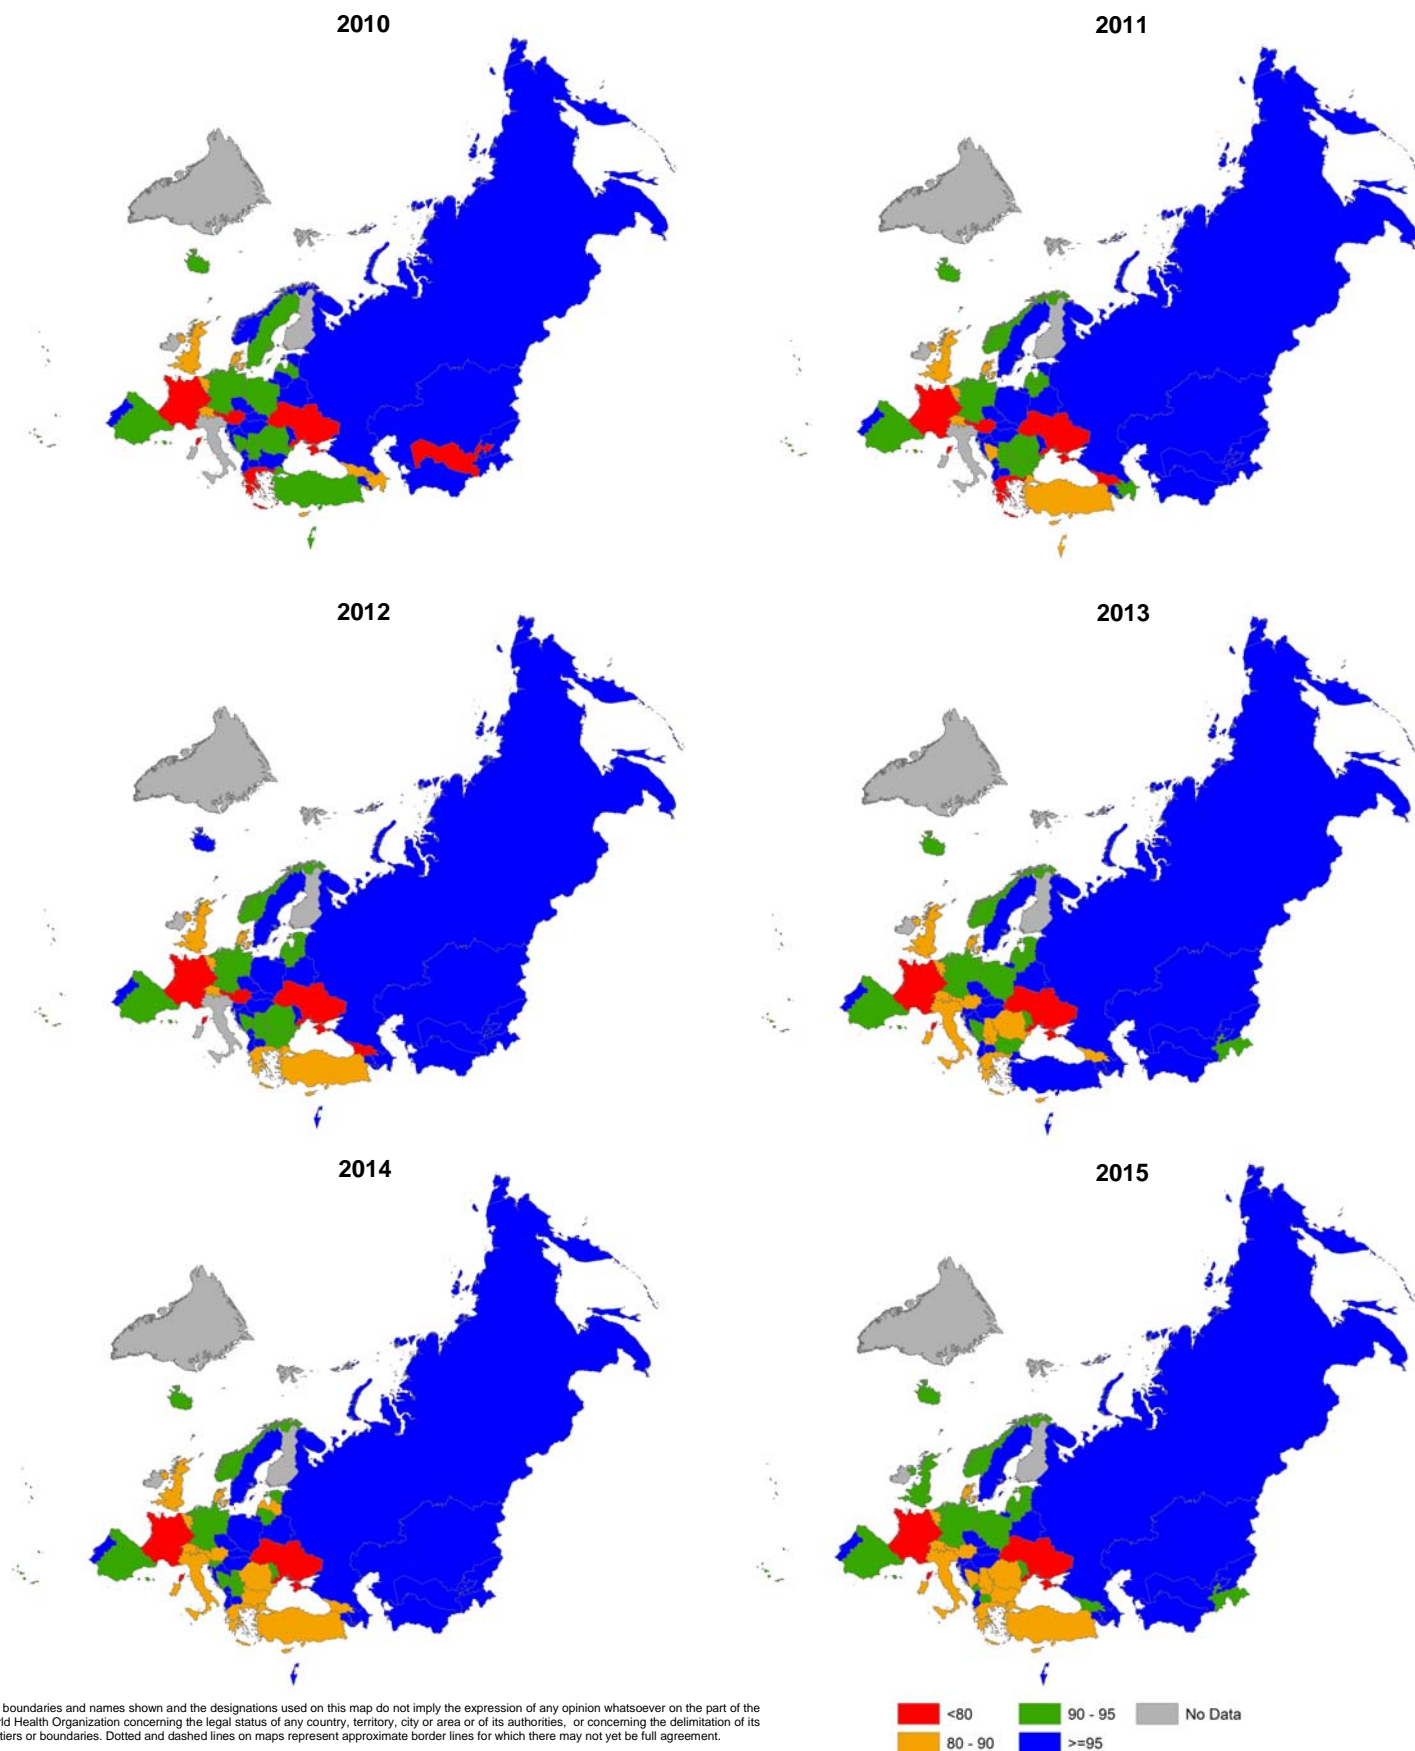 2010
2011
2012
2013
2014
2015
boundaries and names shown and the designations used on this map do not imply the expression of any opinion whatsoever on the part of the
rld Health Organization concerning the legal status of any country, territory, city or area or of its authorities, or concerning the delimitation of its
tiers or boundaries. Dotted and dashed lines on maps represent approximate border lines for which there may not yet be full agreement.
<80
90 - 95
No Data
80 - 90
>=95